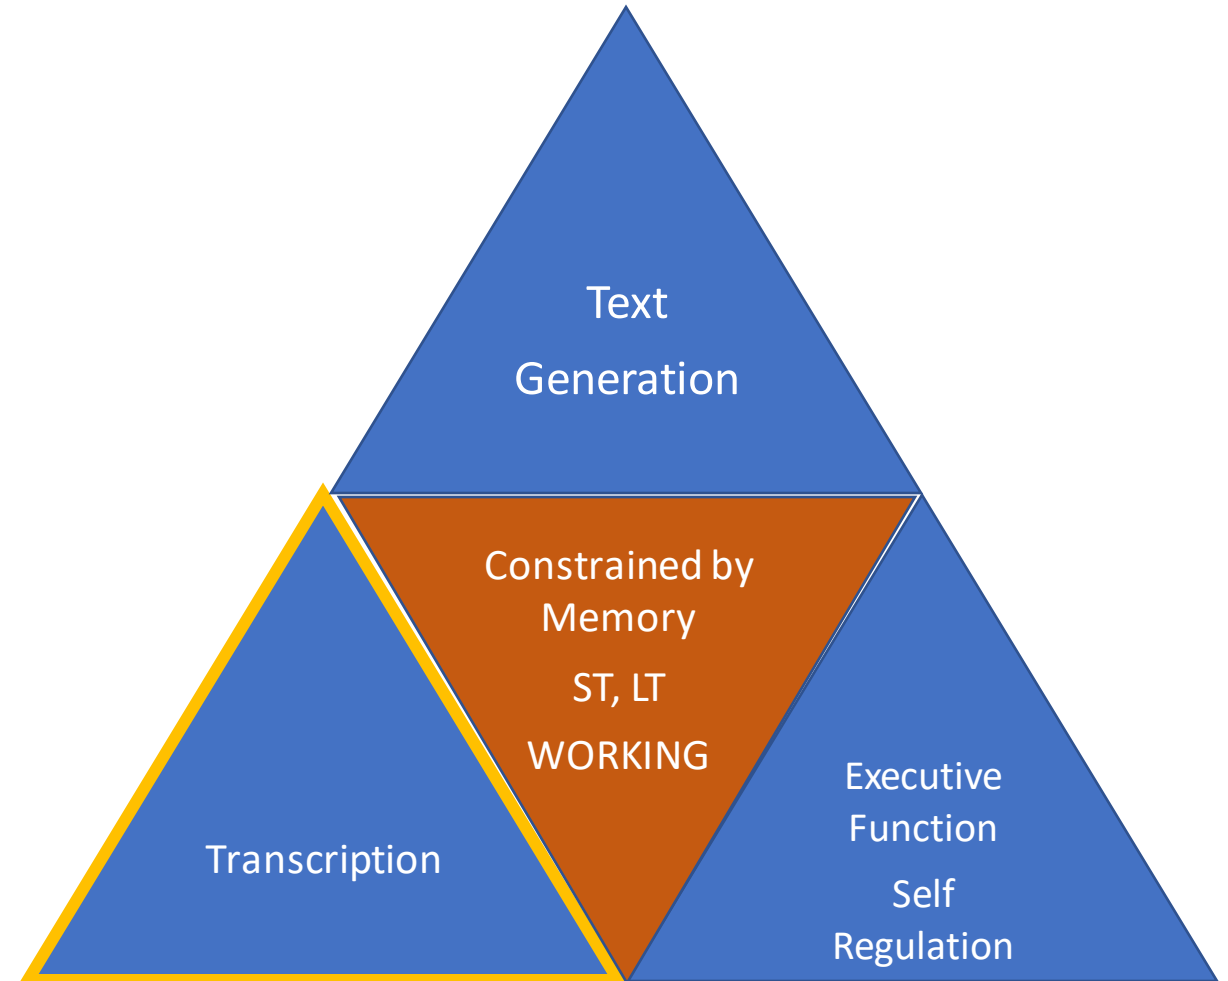 Text
Generation
Constrained by
Memory
ST, LT
WORKING
Transcription
Executive
Function
Self
Regulation